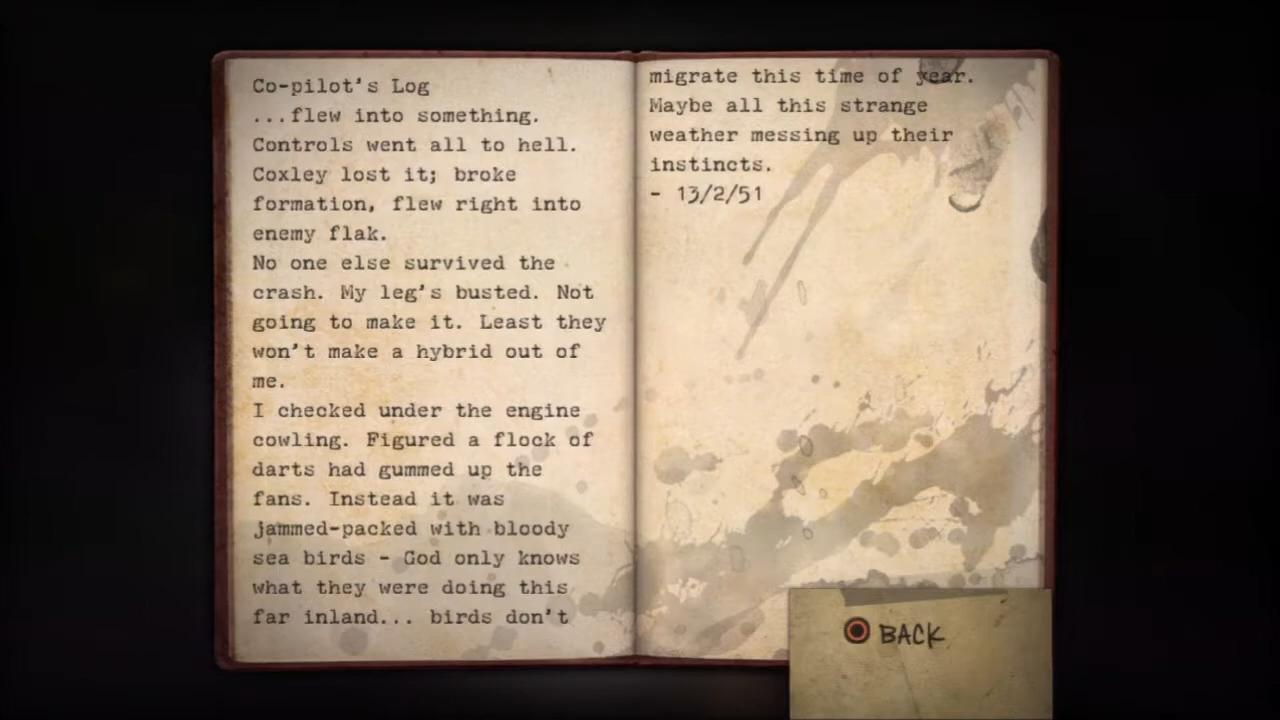 Co-pilot's Log
...flew into something.
Controls went all to hell.
Coxley lost it; broke
formation, flew right into
enemy flak.
No one else survived the
crash. My leg's busted. Not
going to make it. Least they
won't make a hybrid out of
me.
I checked under the engine
cowling. Figured a flock of
darts had gummed up the
fans. Instead it was
jammed-packed with bloody
sea birds - God only knows
what they were doing this
far inland... birds don't
migrate this time of year.
Maybe all this strange
weather messing up their
instincts.
- 13/2/51
BACK